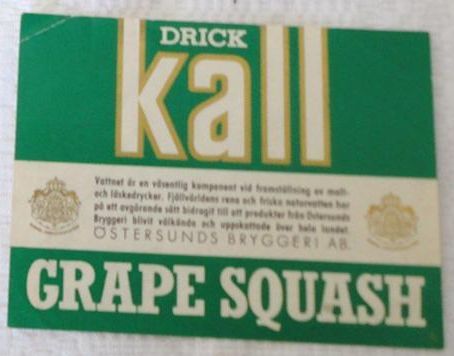 DRICK
kall
Vattnet är en väsentlig komponent vid framställning av malt-
och läskedrycker. Fjällvärldens rena och friska naturvatten har
på ett avgörande sätt bidragit till att produkter från Östersunds
Bryggeri blivit välkända och uppskattade över hela landet.
ÖSTERSUNDS BRYGGERI AB.
GRAPE SQUASH